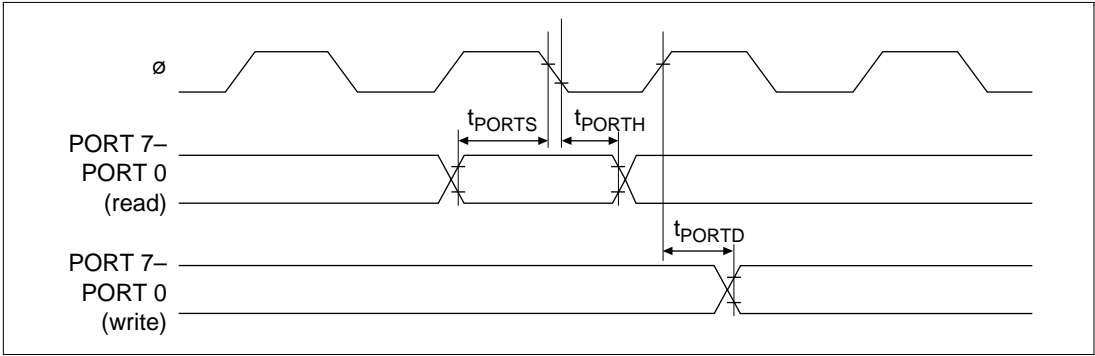 ø
tPORTS
tPORTH
PORT 7–
PORT 0
(read)
tPORTD
PORT 7–
PORT 0
(write)